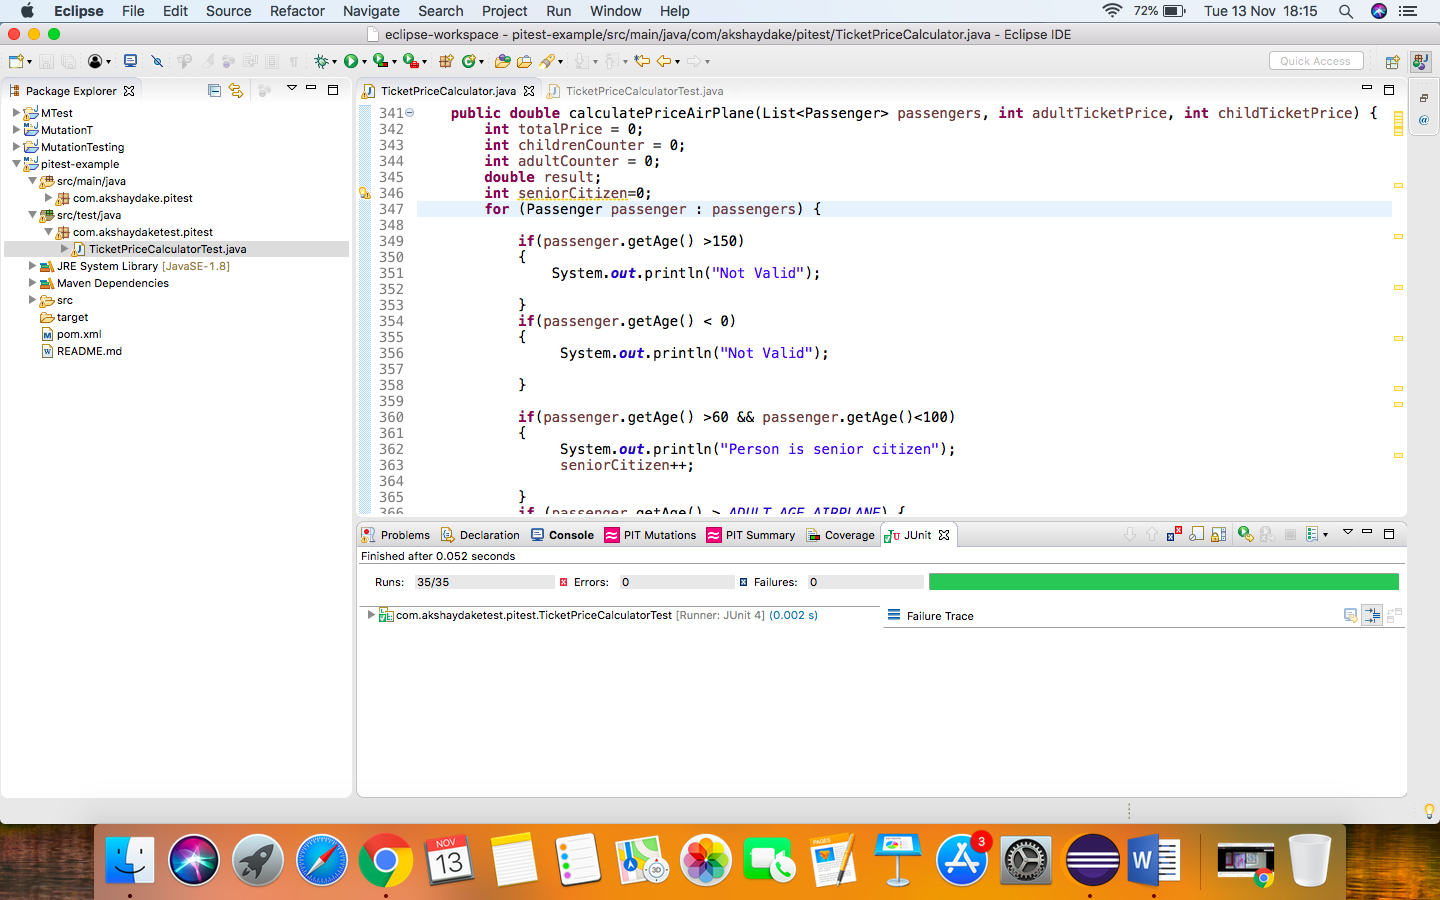 Eclipse File Edit Source Refactor Navigate Search Project Run Window Help 72% Tue 13 Nov 18:15
eclipse-workspace - pitest-example/src/main/java/com/akshaydake/pitest/TicketPriceCalculator.java - Eclipse IDE
Quick Access
Package Explorer
MTest
MutationT
MutationTesting
pitest-example
src/main/java
com.akshaydake.pitest
src/test/java
com.akshaydaketest.pitest
TicketPriceCalculatorTest.java
JRE System Library [JavaSE-1.8]
Maven Dependencies
src
target
pom.xml
README.md
TicketPriceCalculator.java TicketPriceCalculatorTest.java
341 public double calculatePriceAirPlane(List<Passenger> passengers, int adultTicketPrice, int childTicketPrice) {
342 int totalPrice = 0;
343 int childrenCounter = 0;
344 int adultCounter = 0;
345 double result;
346 int seniorCitizen=0;
347 for (Passenger passenger : passengers) {
348
349 if(passenger.getAge() >150)
350 {
351 System.out.println("Not Valid");
352
353 }
354 if(passenger.getAge() < 0)
355 {
356 System.out.println("Not Valid");
357
358 }
359
360 if(passenger.getAge() >60 && passenger.getAge()<100)
361 {
362 System.out.println("Person is senior citizen");
363 seniorCitizen++;
364
365 }
366 if (passenger.getAge() > ADULT_AGE_AIRPLANE) {
Problems Declaration Console PIT Mutations PIT Summary Coverage JUnit
Finished after 0.052 seconds
Runs: 35/35 Errors: 0 Failures: 0
com.akshaydaketest.pitest.TicketPriceCalculatorTest [Runner: JUnit 4] (0.002 s)
Failure Trace
NOV
13
3D
PAGES
3
W